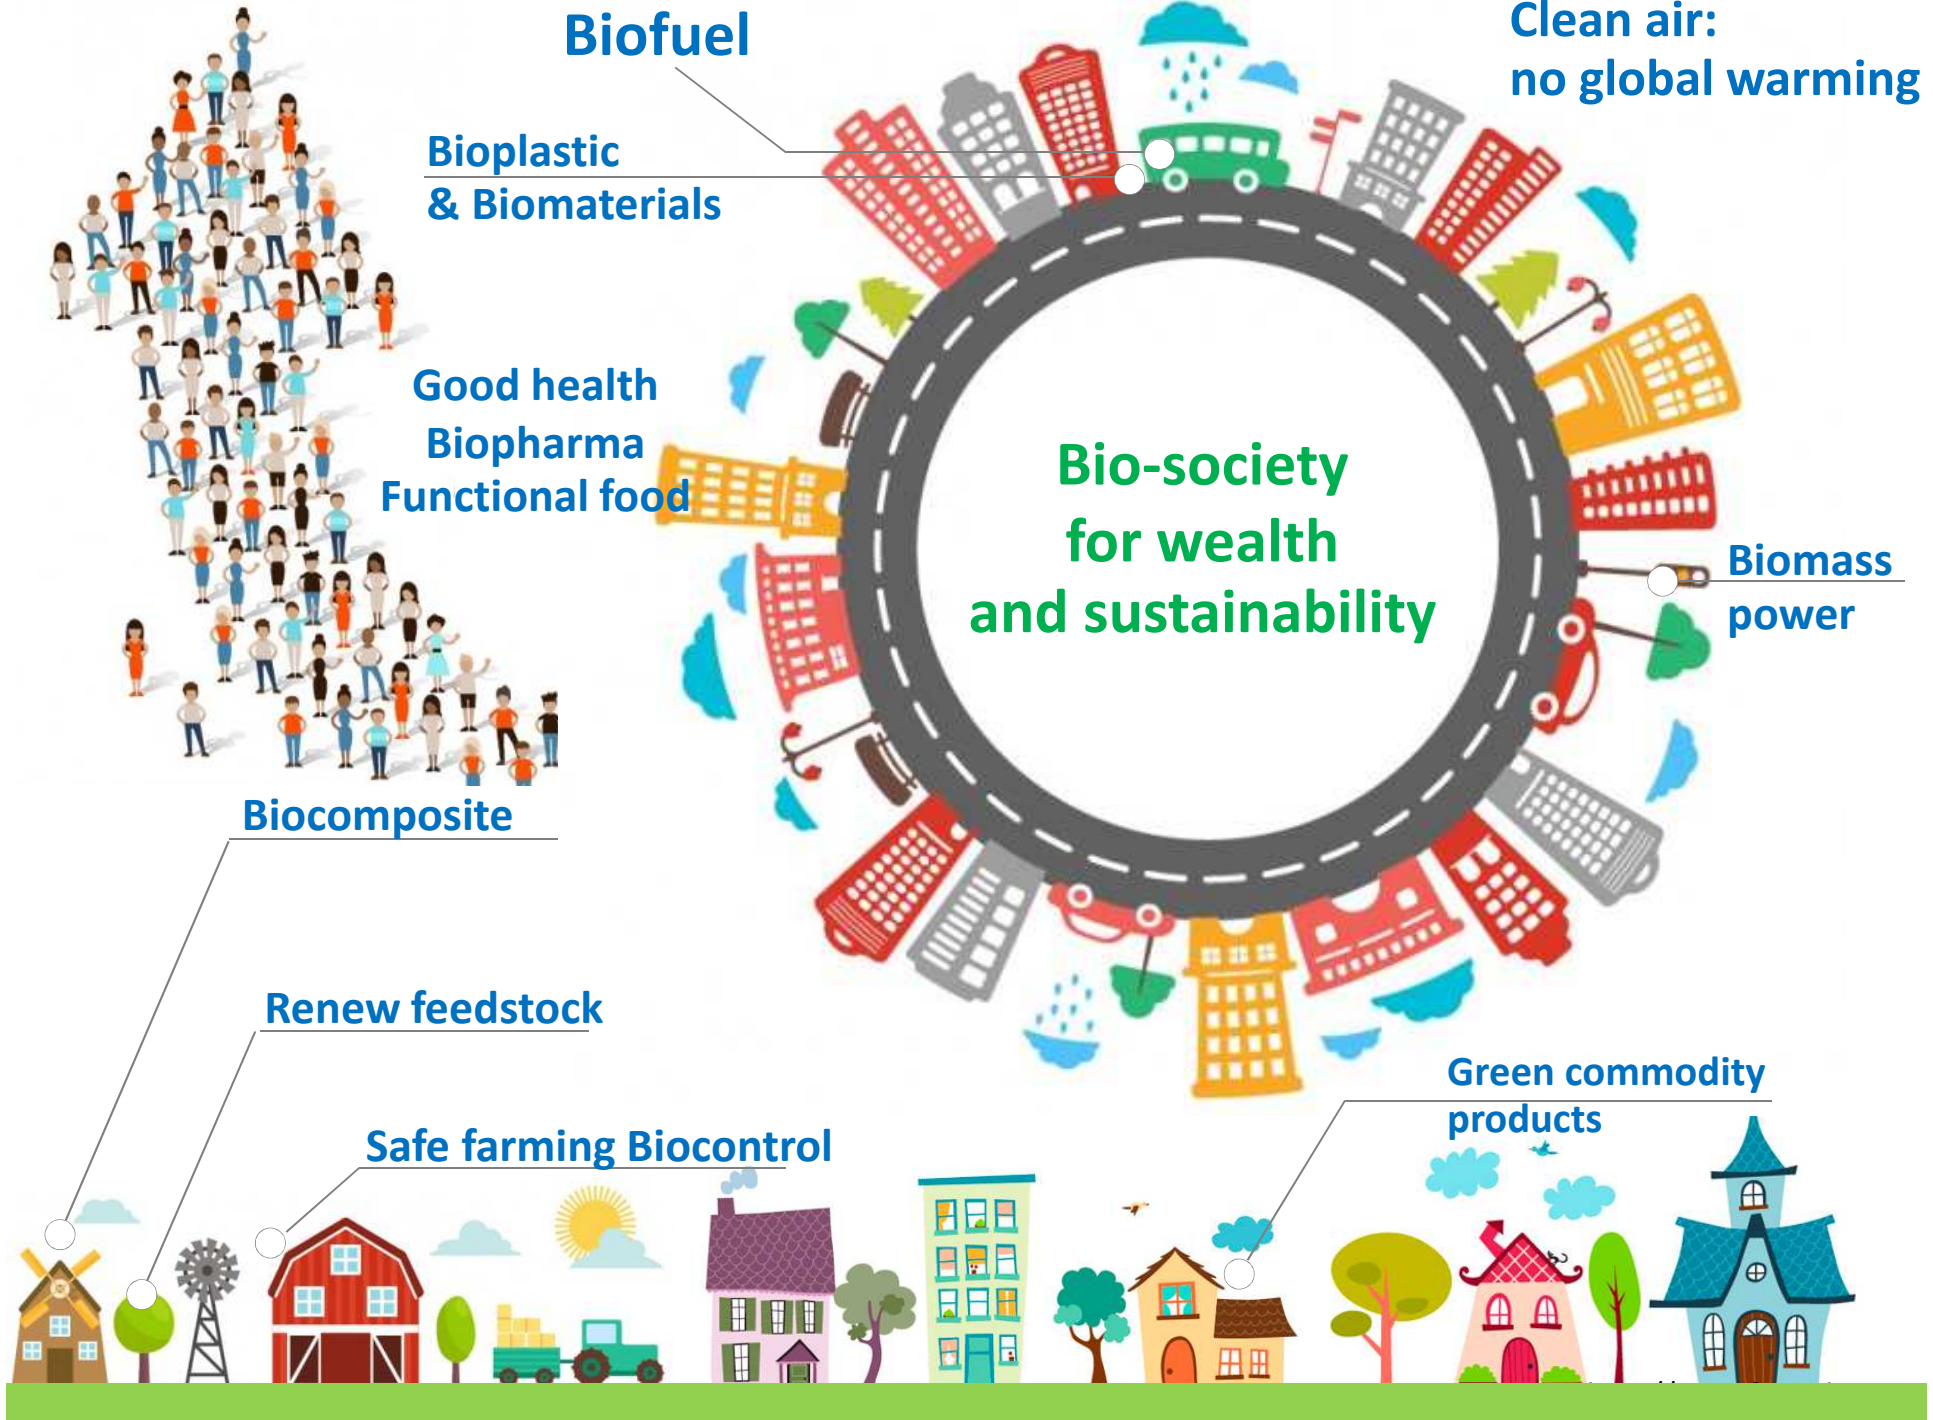 Biofuel
Clean air:
no global warming
Bioplastic
& Biomaterials
Good health
Biopharma
Functional food
Bio-society
for wealth
and sustainability
Biomass
power
Biocomposite
Renew feedstock
Green commodity
products
Safe farming Biocontrol